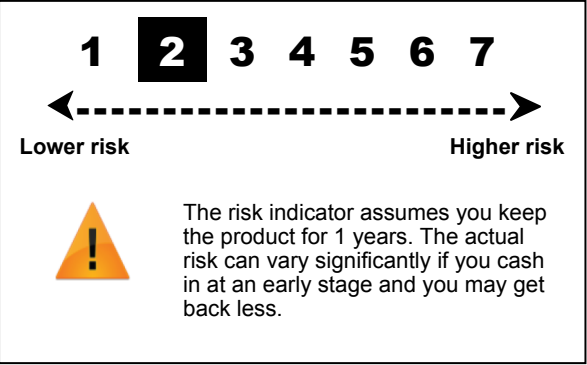 1 2 3 4 5 6 7
Lower risk Higher risk
The risk indicator assumes you keep
the product for 1 years. The actual
risk can vary significantly if you cash
in at an early stage and you may get
back less.